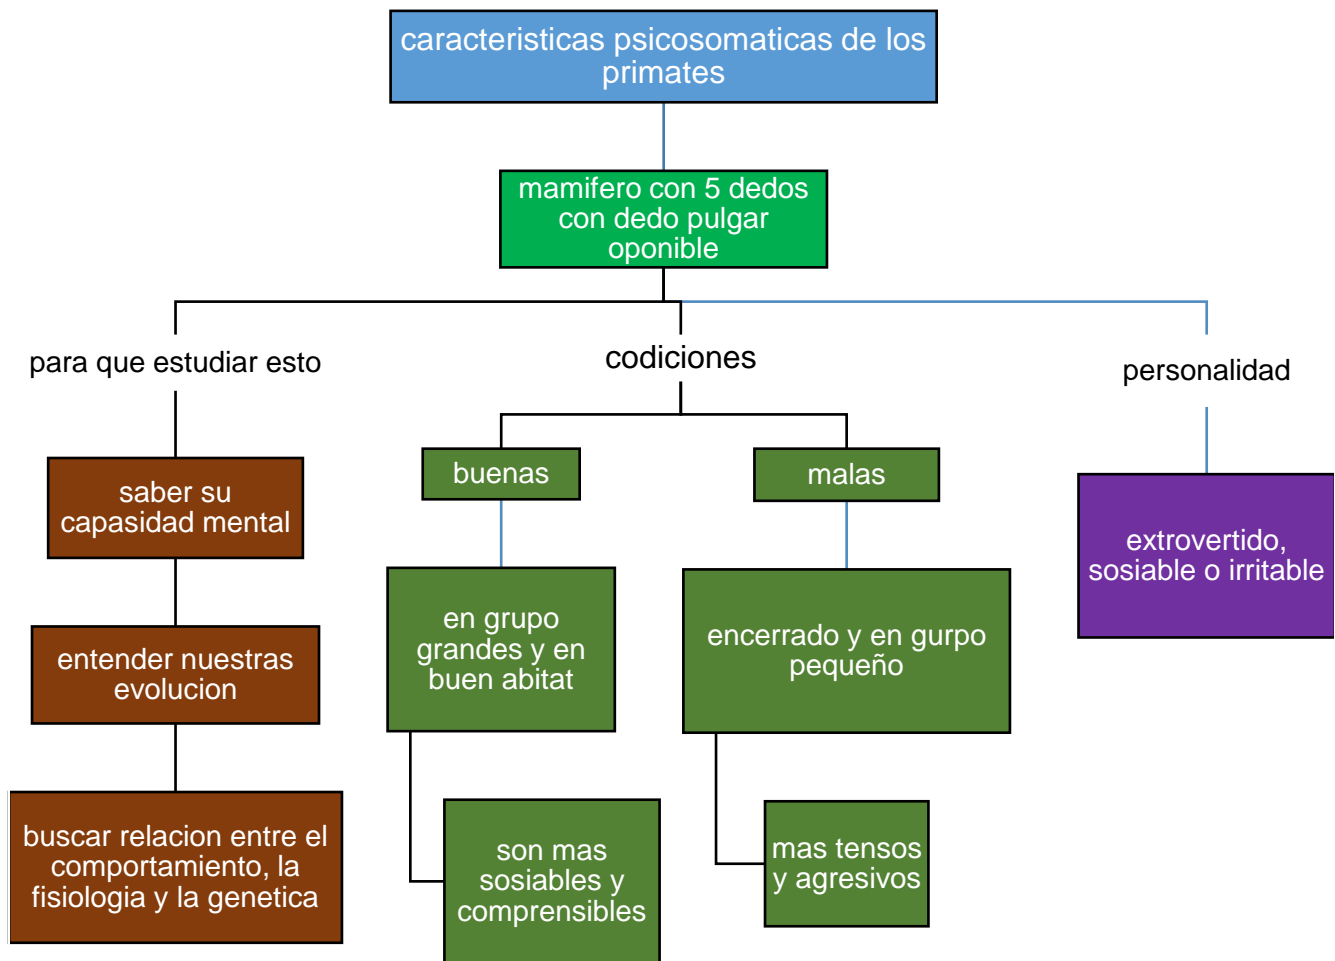 caracteristicas psicosomaticas de los
primates
mamifero con 5 dedos
con dedo pulgar
oponible
para que estudiar esto
codiciones
personalidad
saber su
capasidad mental
entender nuestras
evolucion
buscar relacion entre el
comportamiento, la
fisiologia y la genetica
buenas
en grupo
grandes y en
buen abitat
son mas
sosiables y
comprensibles
malas
encerrado y en gurpo
pequeño
mas tensos
y agresivos
extrovertido,
sosiable o irritable